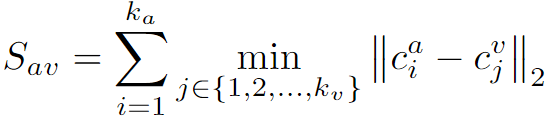 S_{av} = \sum_{i=1}^{k_a} \min_{j \in \{1,2,\ldots,k_v\}} \left\| c_i^a - c_j^v \right\|_2